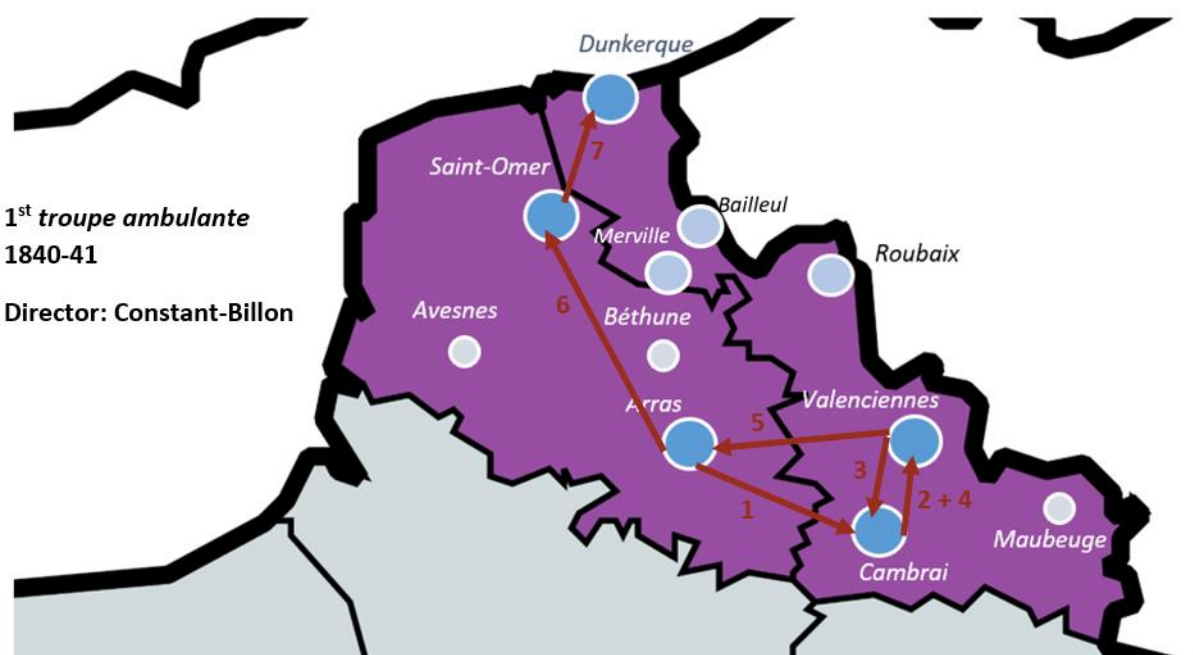 Dunkerque
7
Saint-Omer
Bailleul
1st troupe ambulante
1840-41
Merville
Roubaix
Director: Constant-Billon
6
Avesnes
Béthune
Arras
Valenciennes
5
3
2 + 4
1
Maubeuge
Cambrai